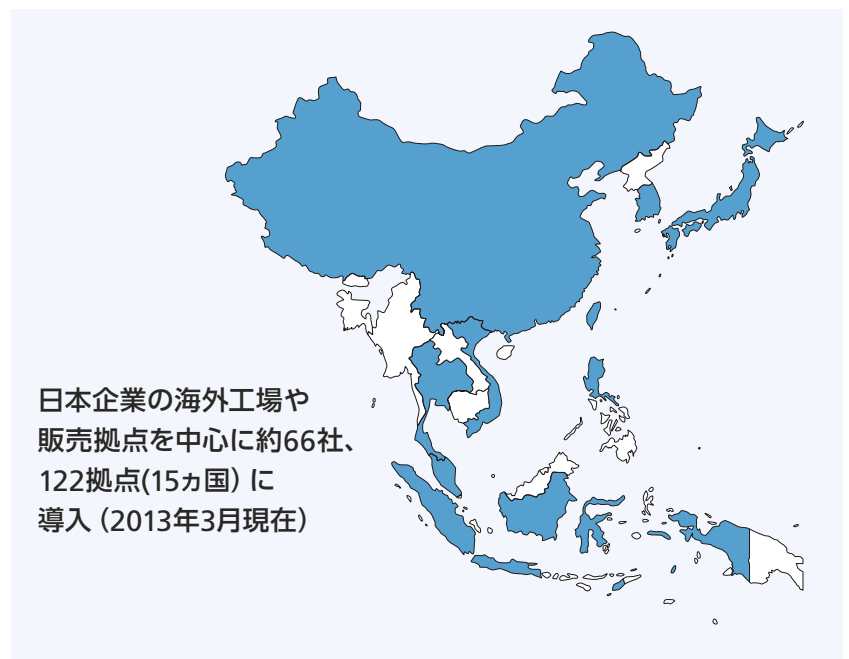 日本企業の海外工場や
販売拠点を中心に約66社、
122拠点(15ヵ国）に
導入（2013年3月現在）